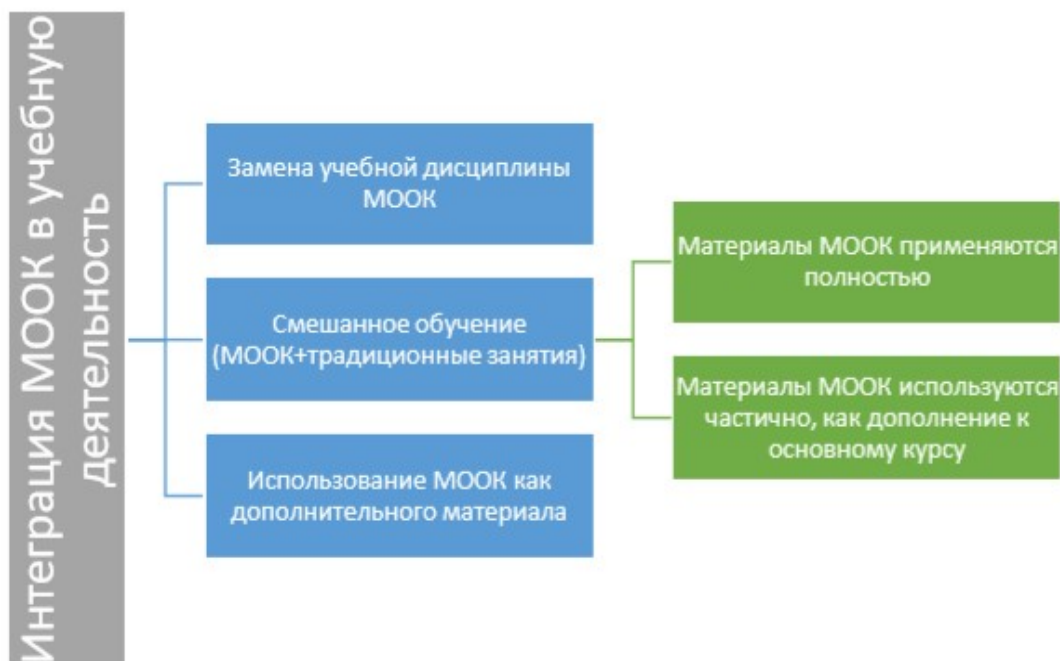 Интеграция МООК в учебную
деятельность
Замена учебной дисциплины
МООК
Смешанное обучение
(МООК+традиционные занятия)
Использование МООК как
дополнительного материала
Материалы МООК применяются
полностью
Материалы МООК используются
частично, как дополнение к
основному курсу